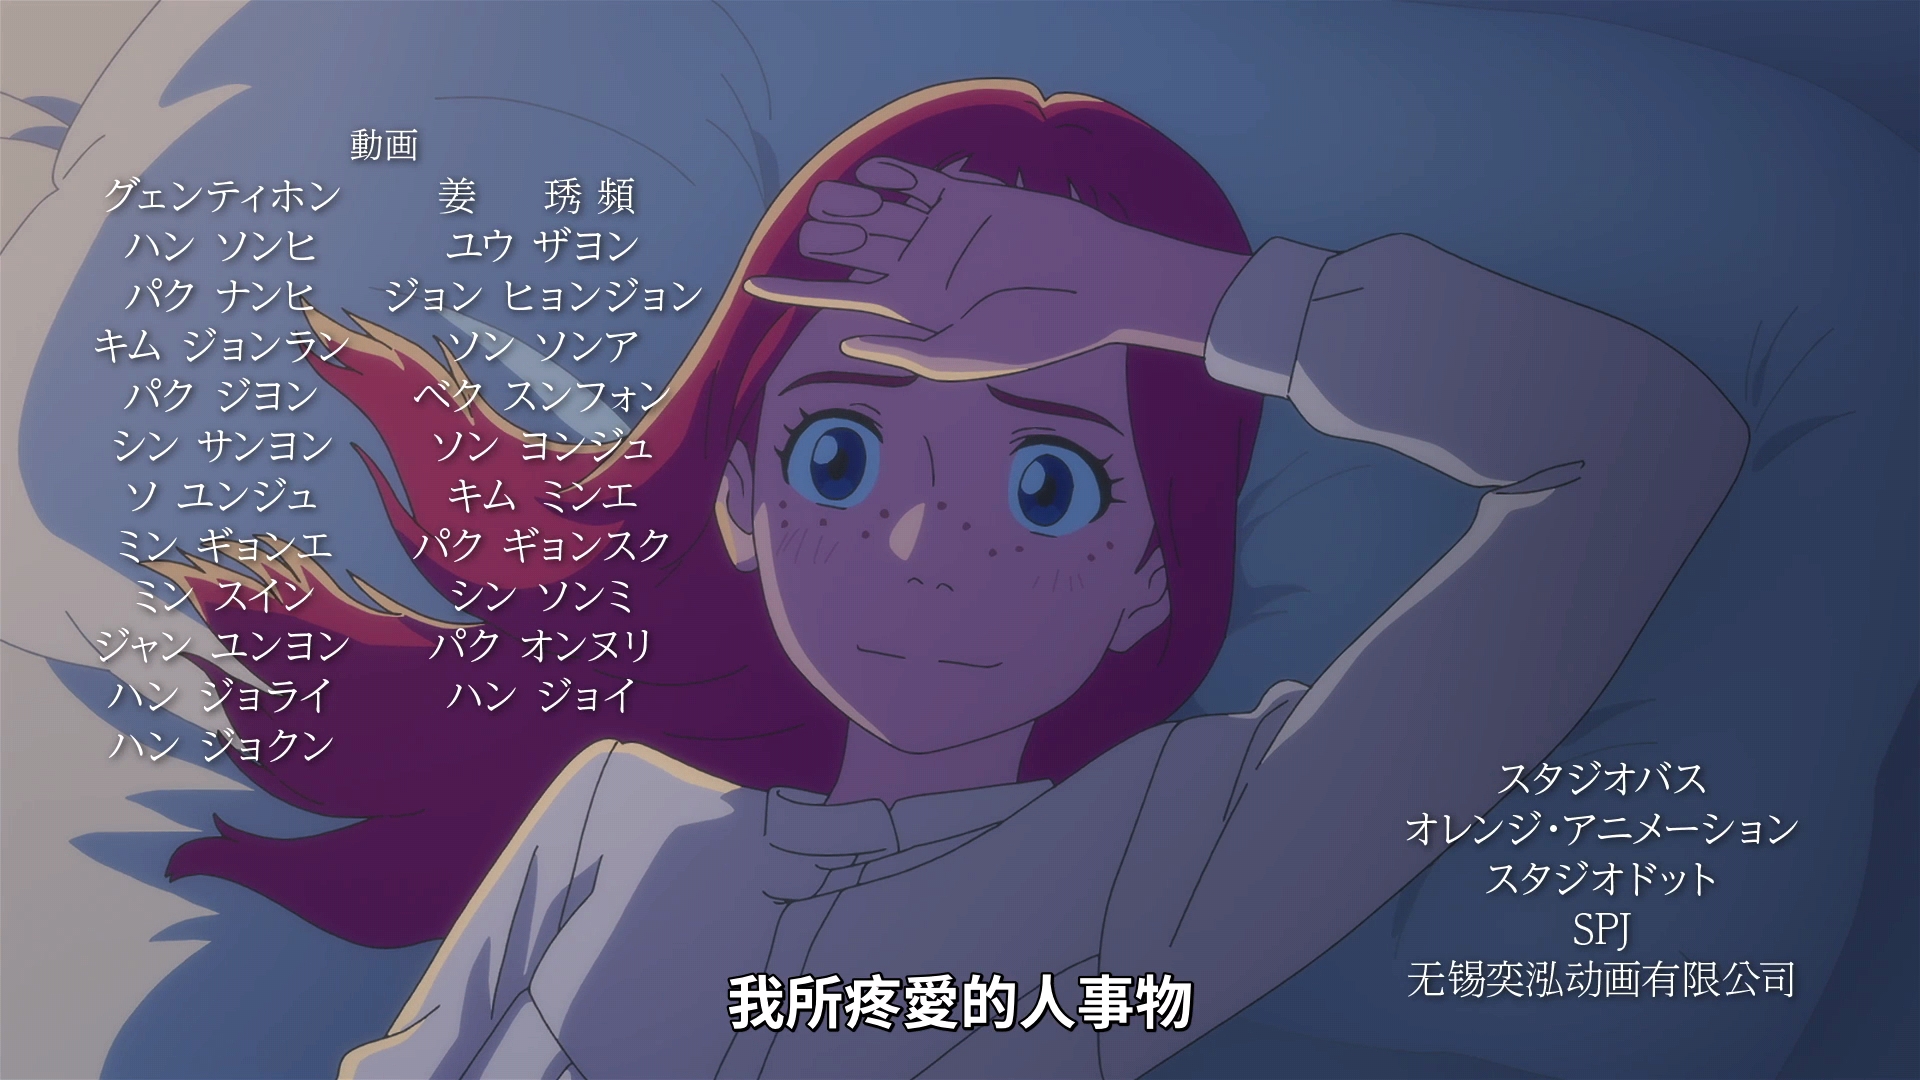 動画
グェンティホン　姜　琇頻
ハン ソンヒ　ユウ ザヨン
パク ナンヒ　ジョン ヒョンジョン
キム ジョンラン　ソン ソンア
パク ジヨン　ベク スンフォン
シン サンヨン　ソン ヨンジュ
ソ ユンジュ　キム ミンエ
ミン ギョンエ　パク ギョンスク
ミン スイン　シン ソンミ
ジャン ユンヨン　パク オンヌリ
ハン ジョライ　ハン ジョイ
ハン ジョクン
スタジオバス
オレンジ・アニメーション
スタジオドット
SPJ
无锡奕泓动画有限公司
我所疼愛的人事物